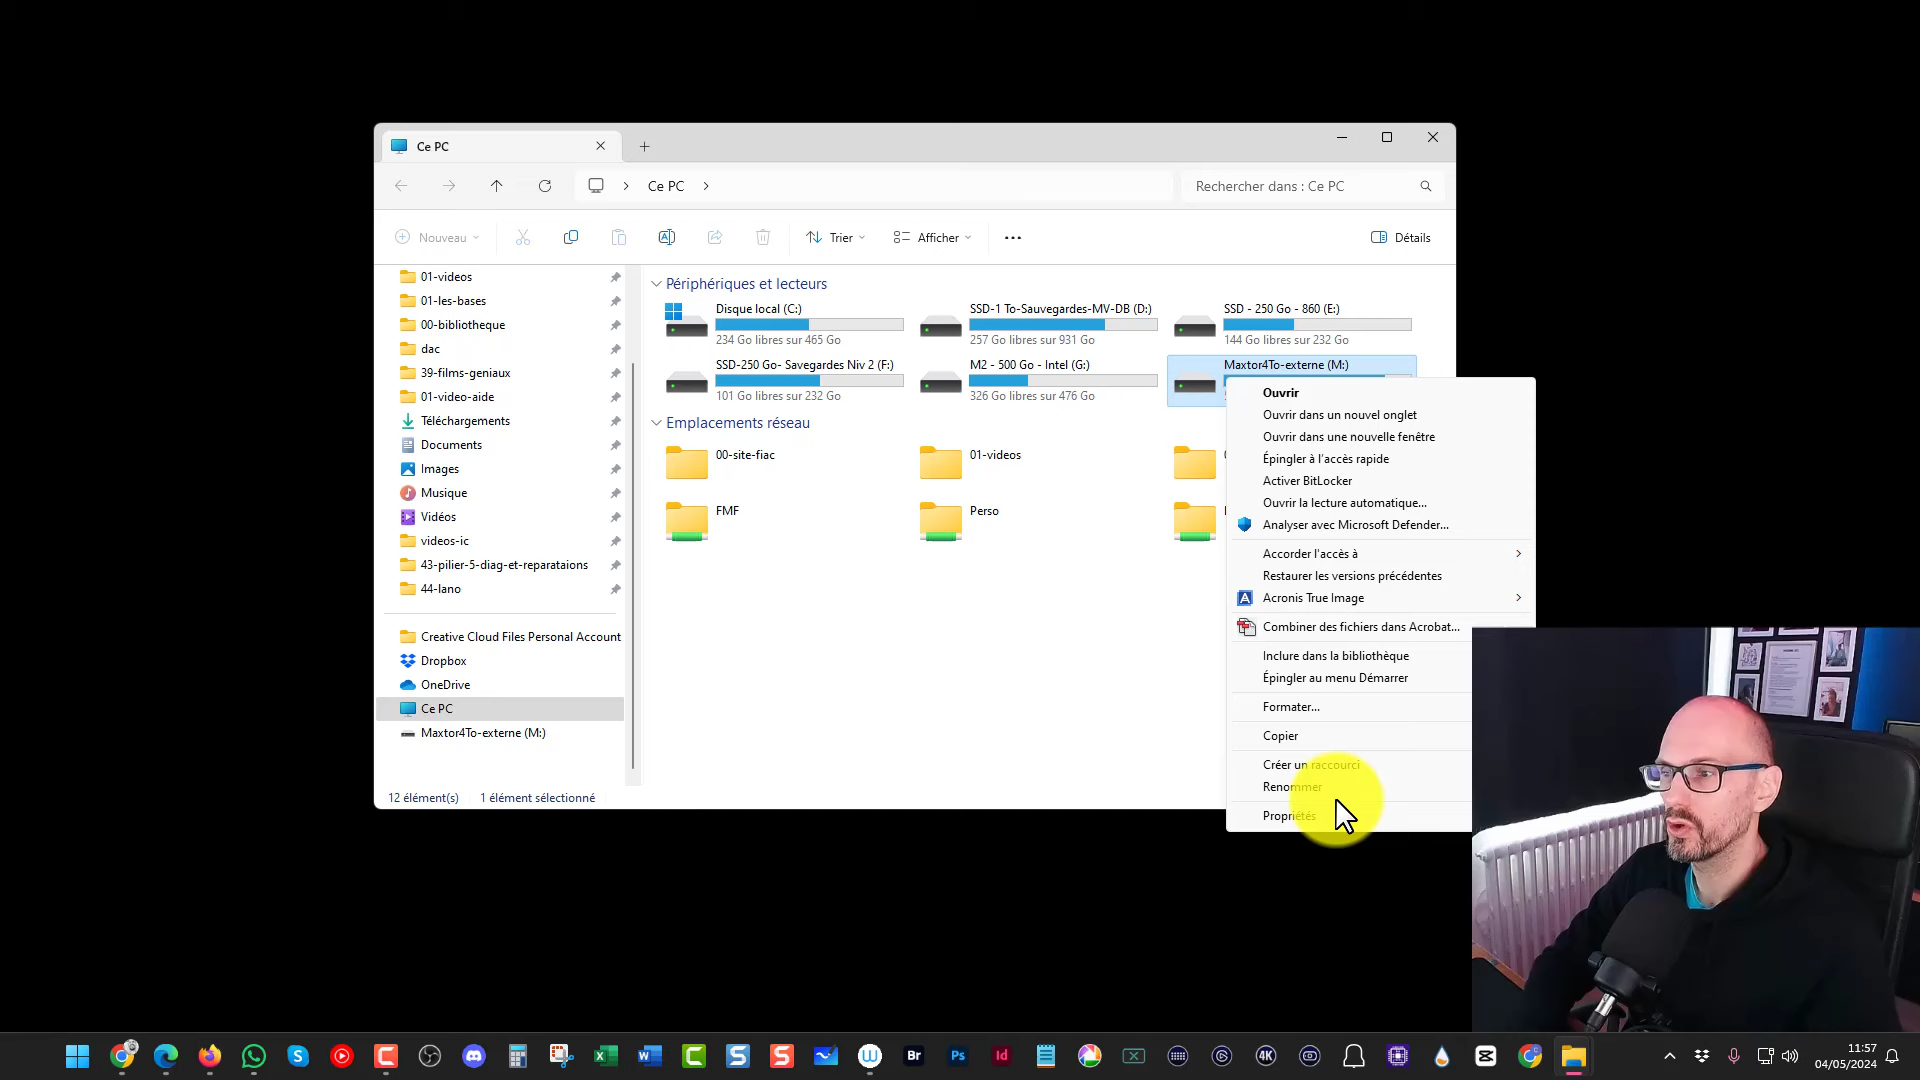 Ce PC
Ce PC
Rechercher dans : Ce PC
Nouveau
Trier
Afficher
Détails
01-videos
01-les-bases
00-bibliotheque
dac
39-films-geniaux
01-video-aide
Téléchargements
Documents
Images
Musique
Vidéos
videos-ic
43-pilier-5-diag-et-reparataions
44-lano
Creative Cloud Files Personal Account
Dropbox
OneDrive
Ce PC
Maxtor4To-externe (M:)
12 élément(s) 1 élément sélectionné
Périphériques et lecteurs
Disque local (C:)
234 Go libres sur 465 Go
SSD-1 To-Sauvegardes-MV-DB (D:)
257 Go libres sur 931 Go
SSD - 250 Go - 860 (E:)
144 Go libres sur 232 Go
SSD-250 Go- Savegardes Niv 2 (F:)
101 Go libres sur 232 Go
M2 - 500 Go - Intel (G:)
326 Go libres sur 476 Go
Maxtor4To-externe (M:)
Emplacements réseau
00-site-fiac
01-videos
FMF
Perso
Ouvrir
Ouvrir dans un nouvel onglet
Ouvrir dans une nouvelle fenêtre
Épingler à l'accès rapide
Activer BitLocker
Ouvrir la lecture automatique...
Analyser avec Microsoft Defender...
Accorder l'accès à
Restaurer les versions précédentes
Acronis True Image
Combiner des fichiers dans Acrobat...
Inclure dans la bibliothèque
Épingler au menu Démarrer
Formater...
Copier
Créer un raccourci
Renommer
Propriétés
Br
Ps
Id
4K
11:57
04/05/2024